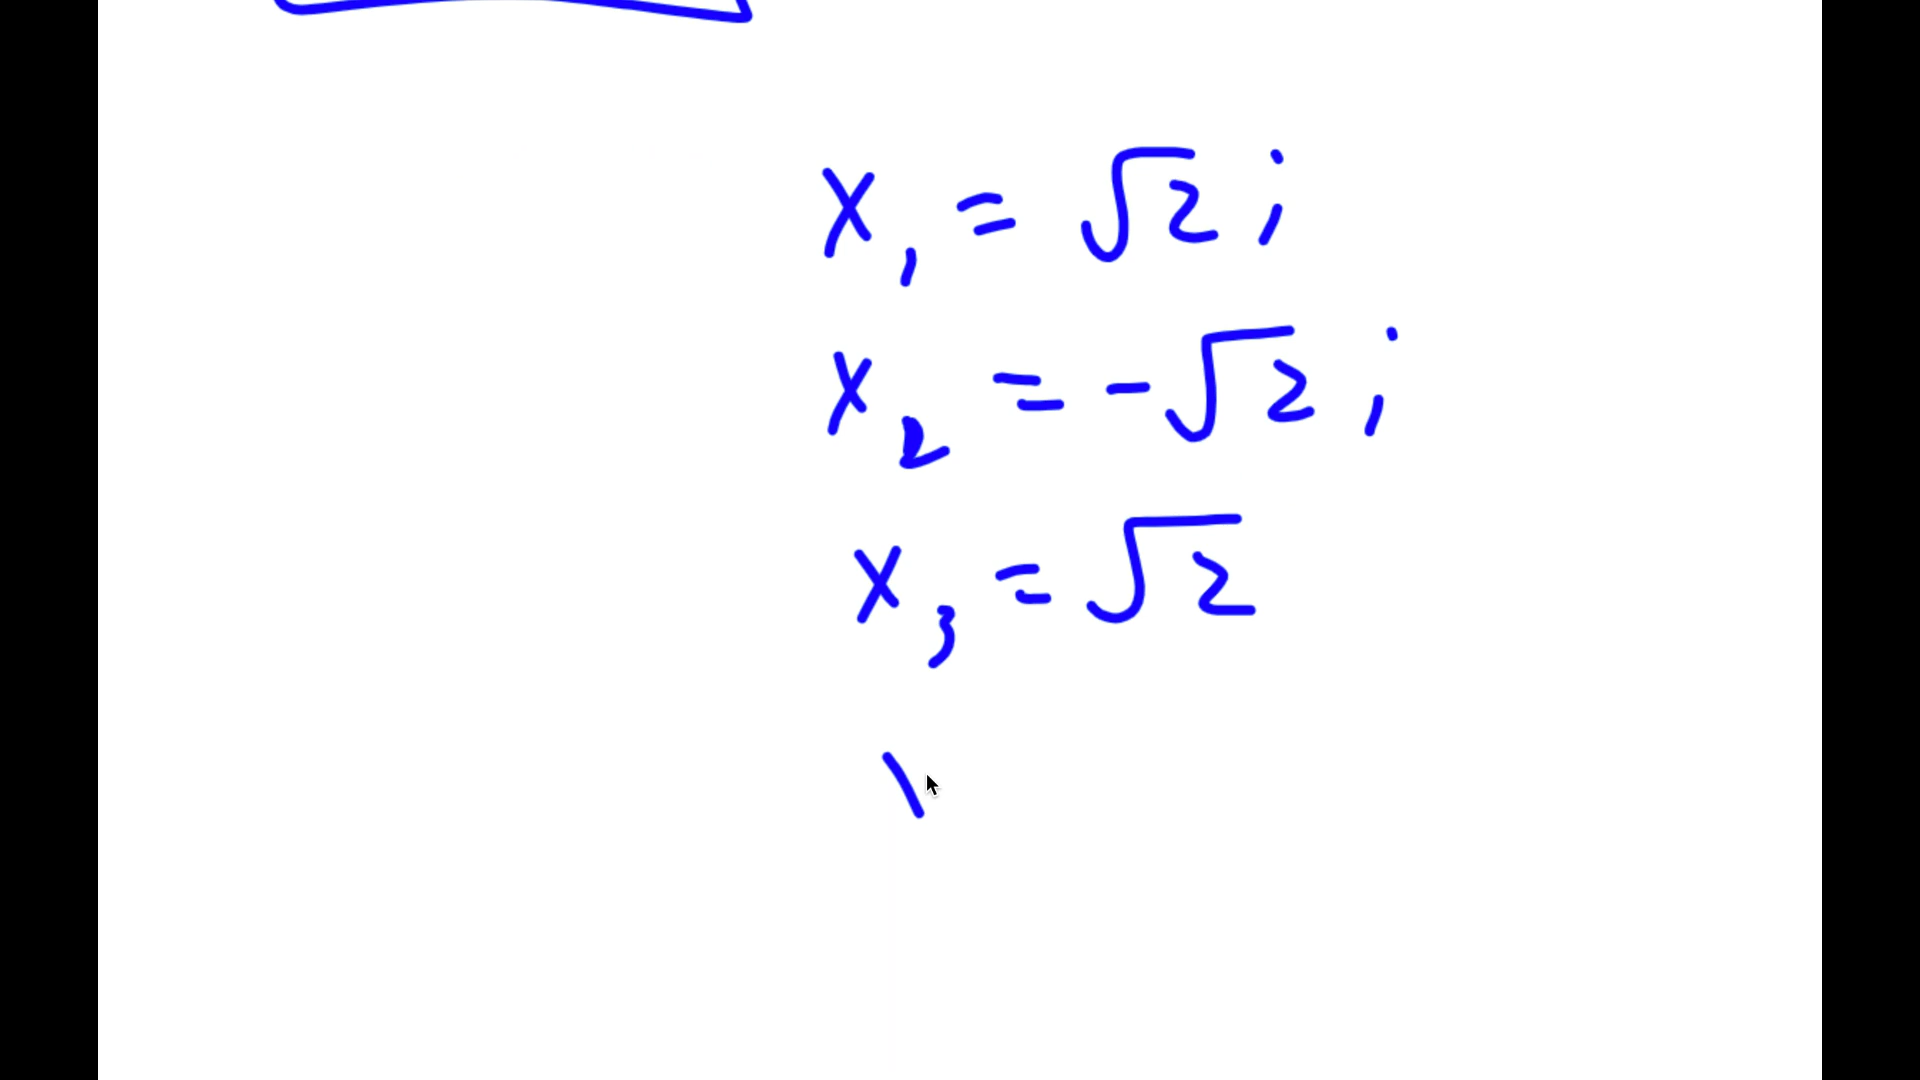 x₁ = √2 i
x₂ = -√2 i
x₃ = √2
\